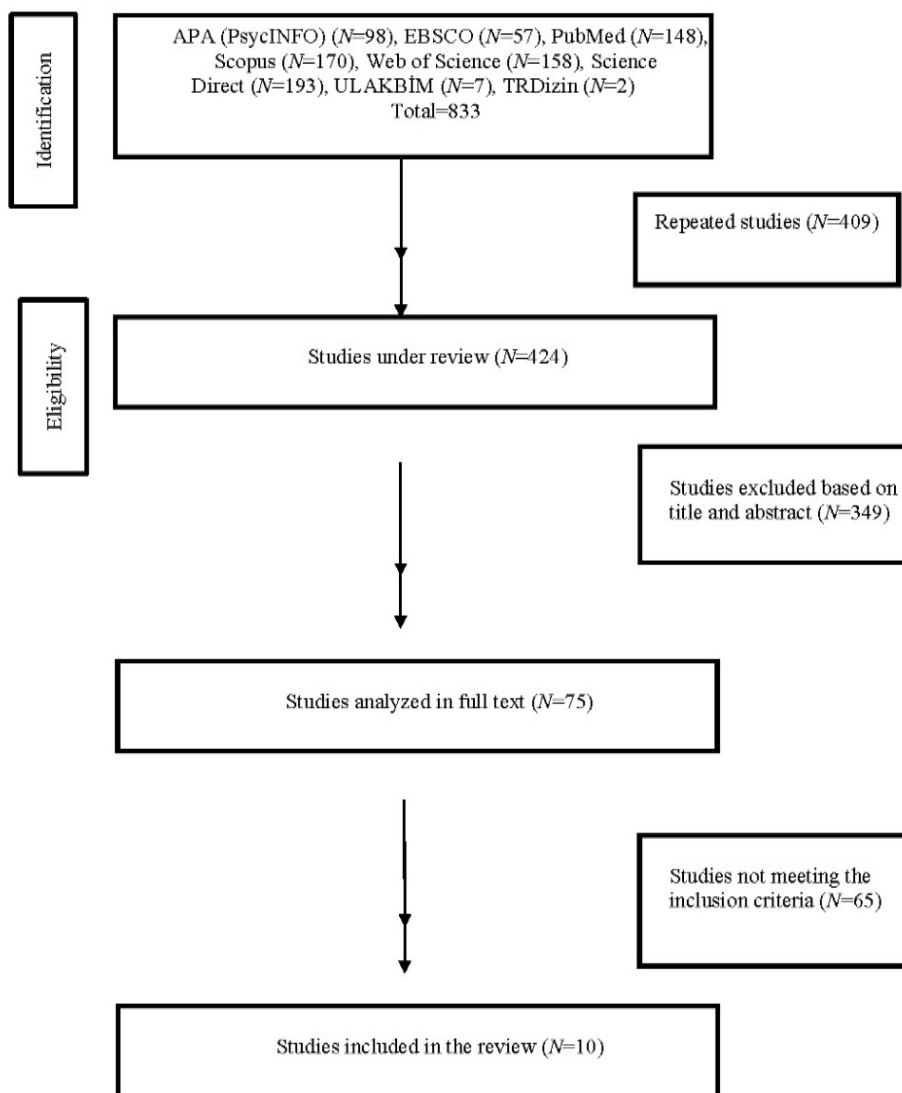 Identification
APA (PsycINFO) (N=98), EBSCO (N=57), PubMed (N=148),
Scopus (N=170), Web of Science (N=158), Science
Direct (N=193), ULAKBİM (N=7), TRDizin (N=2)
Total=833
Repeated studies (N=409)
Eligibility
Studies under review (N=424)
Studies excluded based on
title and abstract (N=349)
Studies analyzed in full text (N=75)
Studies not meeting the
inclusion criteria (N=65)
Studies included in the review (N=10)